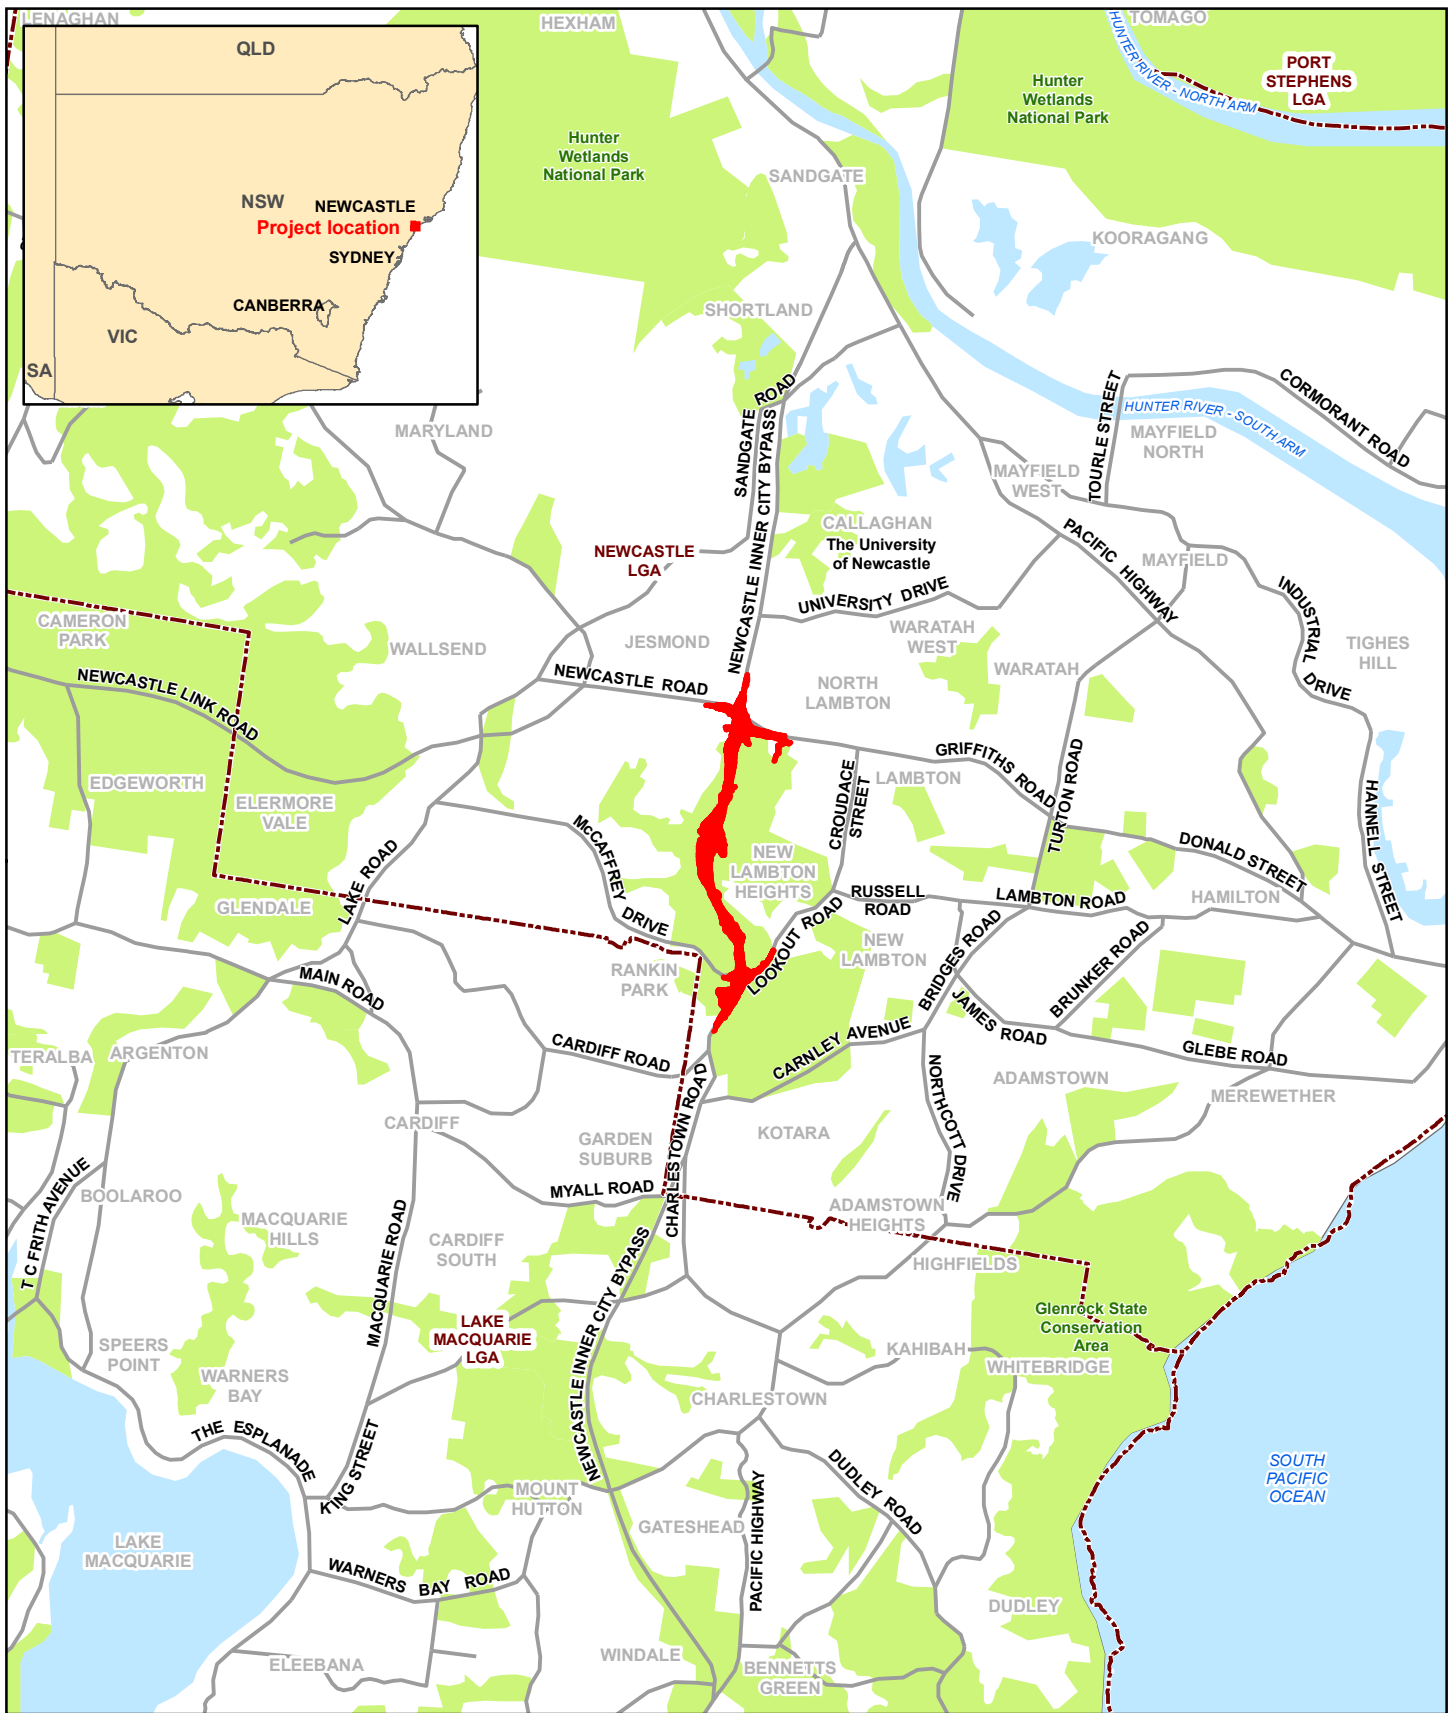 LENAGHAN
HEXHAM
TOMAGO
HUNTER RIVER - NORTH ARM
PORT
STEPHENS
LGA
Hunter
Wetlands
National Park
Hunter
Wetlands
National Park
QLD
NSW
NEWCASTLE
Project location
SYDNEY
CANBERRA
VIC
SA
SANDGATE
KOORAGANG
SHORTLAND
SANDGATE ROAD
NEWCASTLE INNER CITY BYPASS
TOURLE STREET
CORMORANT ROAD
HUNTER RIVER - SOUTH ARM
MARYLAND
MAYFIELD
NORTH
MAYFIELD
WEST
CALLAGHAN
The University
of Newcastle
NEWCASTLE
LGA
PACIFIC HIGHWAY
MAYFIELD
UNIVERSITY DRIVE
INDUSTRIAL DRIVE
CAMERON
PARK
WALLSEND
JESMOND
WARATAH
WEST
WARATAH
TIGHES
HILL
NEWCASTLE LINK ROAD
NEWCASTLE ROAD
NORTH
LAMBTON
EDGEWORTH
ELERMORE
VALE
GRIFFITHS ROAD
LAMBTON
TURTON ROAD
CROUDACE
STREET
HANNELL STREET
McCAFFREY DRIVE
LAKE ROAD
NEW
LAMBTON
HEIGHTS
DONALD STREET
GLENDALE
RUSSELL
ROAD
LAMBTON ROAD
HAMILTON
LOOKOUT ROAD
NEW
LAMBTON
BRIDGES ROAD
BRUNKER ROAD
RANKIN
PARK
MAIN ROAD
JAMES ROAD
TERALBA
ARGENTON
CARDIFF ROAD
CARNLEY AVENUE
GLEBE ROAD
NORTHCOTT DRIVE
ADAMSTOWN
MEREWETHER
CARDIFF
GARDEN
SUBURB
CHARLESTOWN ROAD
KOTARA
T C FRITH AVENUE
BOOLAROO
MYALL ROAD
ADAMSTOWN
HEIGHTS
MACQUARIE
HILLS
MACQUARIE ROAD
CARDIFF
SOUTH
NEWCASTLE INNER CITY BYPASS
HIGHFIELDS
LAKE
MACQUARIE
LGA
Glenrock State
Conservation
Area
SPEERS
POINT
KAHIBAH
WHITEBRIDGE
WARNERS
BAY
CHARLESTOWN
THE ESPLANADE
KING STREET
DUDLEY ROAD
SOUTH
PACIFIC
OCEAN
MOUNT
HUTTON
GATESHEAD
PACIFIC HIGHWAY
LAKE
MACQUARIE
WARNERS BAY ROAD
DUDLEY
ELEEBANA
WINDALE
BENNETTS
GREEN